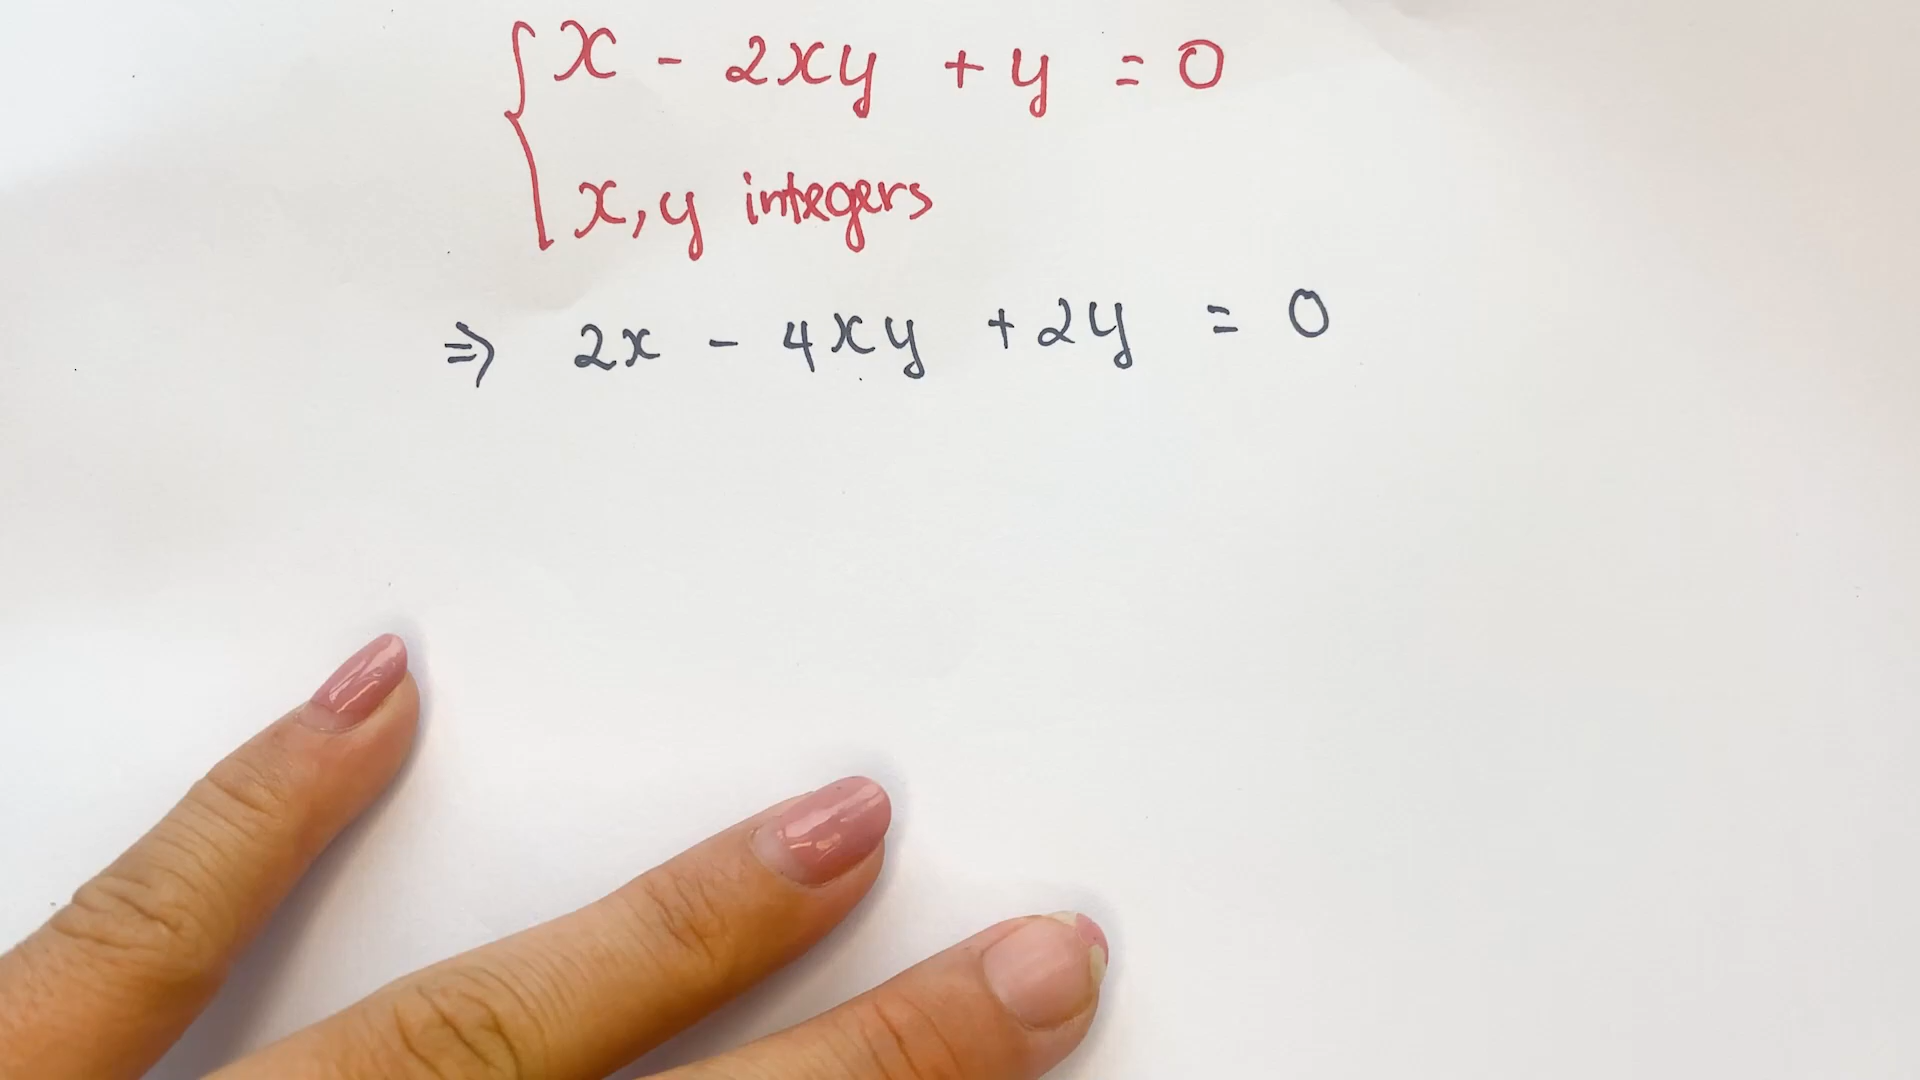 x - 2xy + y = 0
x, y integers
⇒ 2x - 4xy + 2y = 0